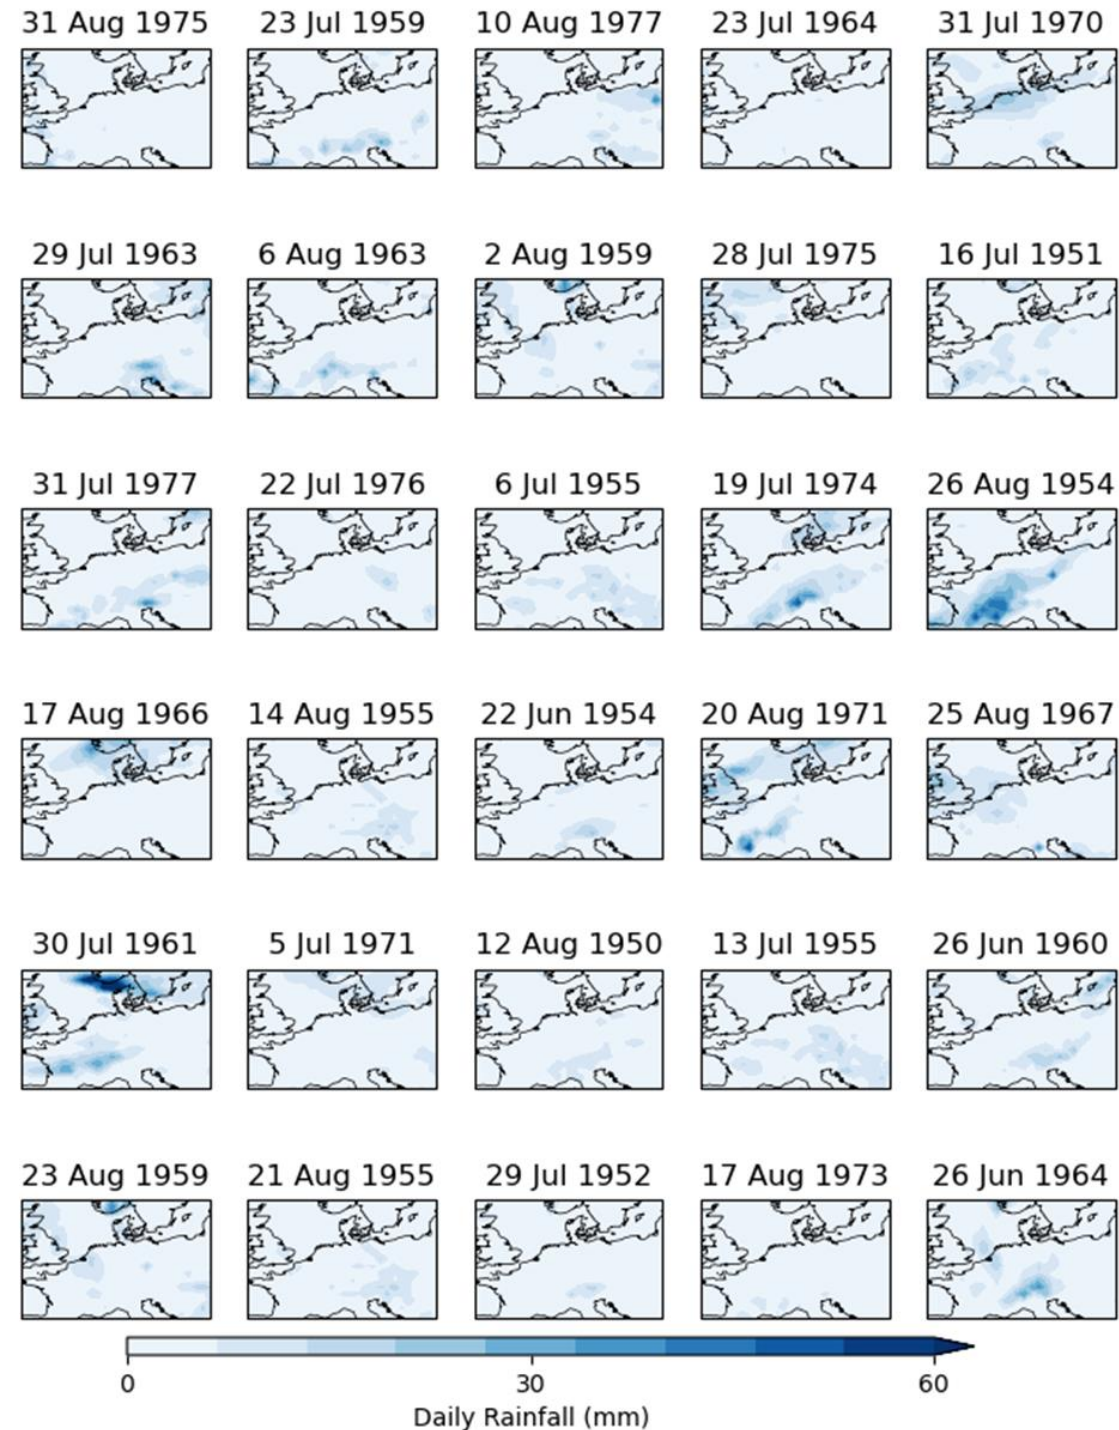 31 Aug 1975 23 Jul 1959 10 Aug 1977 23 Jul 1964 31 Jul 1970
29 Jul 1963 6 Aug 1963 2 Aug 1959 28 Jul 1975 16 Jul 1951
31 Jul 1977 22 Jul 1976 6 Jul 1955 19 Jul 1974 26 Aug 1954
17 Aug 1966 14 Aug 1955 22 Jun 1954 20 Aug 1971 25 Aug 1967
30 Jul 1961 5 Jul 1971 12 Aug 1950 13 Jul 1955 26 Jun 1960
23 Aug 1959 21 Aug 1955 29 Jul 1952 17 Aug 1973 26 Jun 1964
0 30 60
Daily Rainfall (mm)